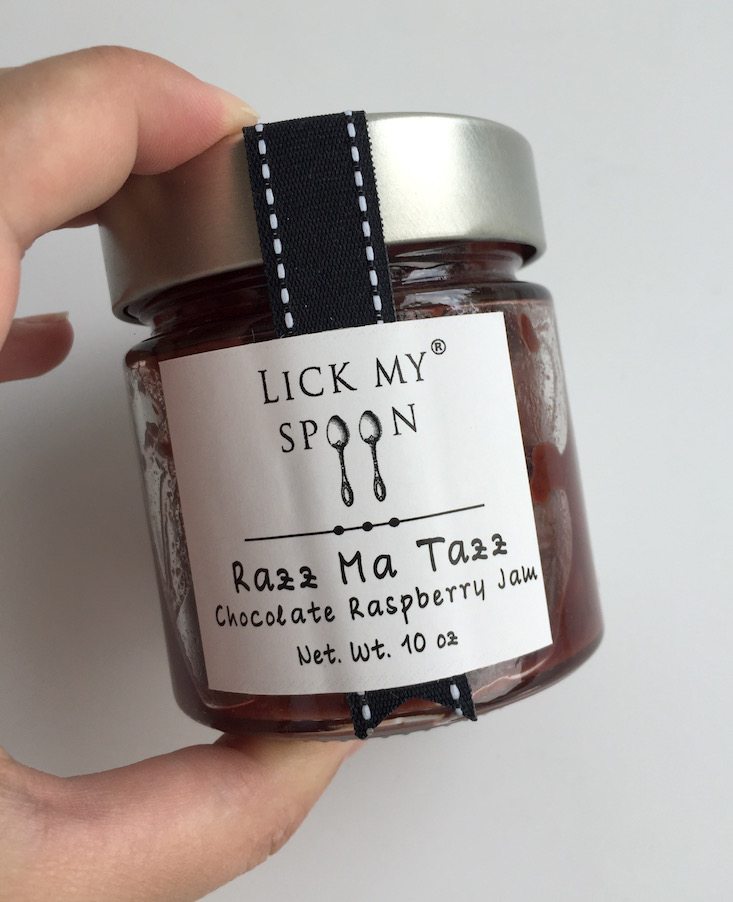 LICK MY®
SPOON
Razz Ma Tazz
Chocolate Raspberry Jam
Net. Wt. 10 oz